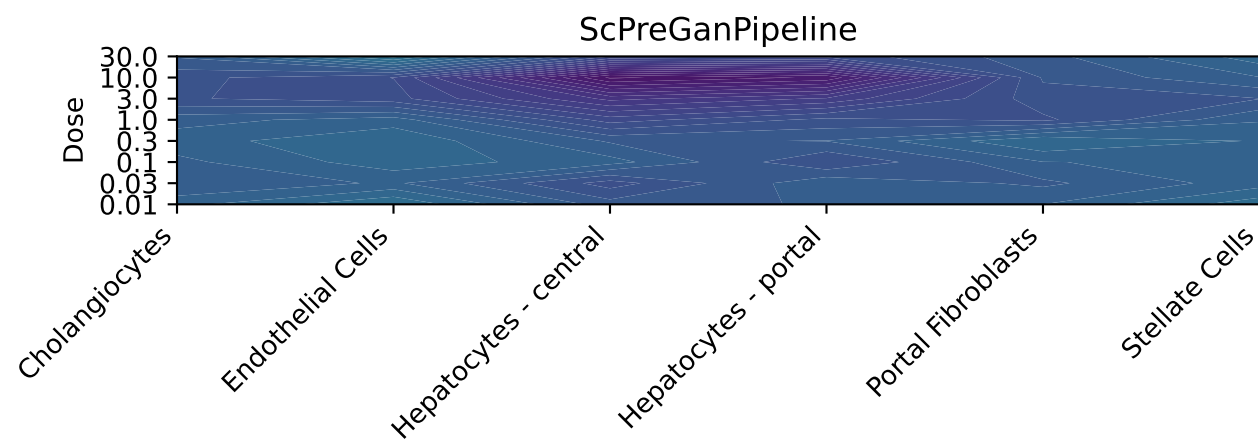 ScPreGanPipeline
Dose
30.0
10.0
3.0
1.0
0.3
0.1
0.03
0.01
Cholangiocytes
Endothelial Cells
Hepatocytes - central
Hepatocytes - portal
Portal Fibroblasts
Stellate Cells